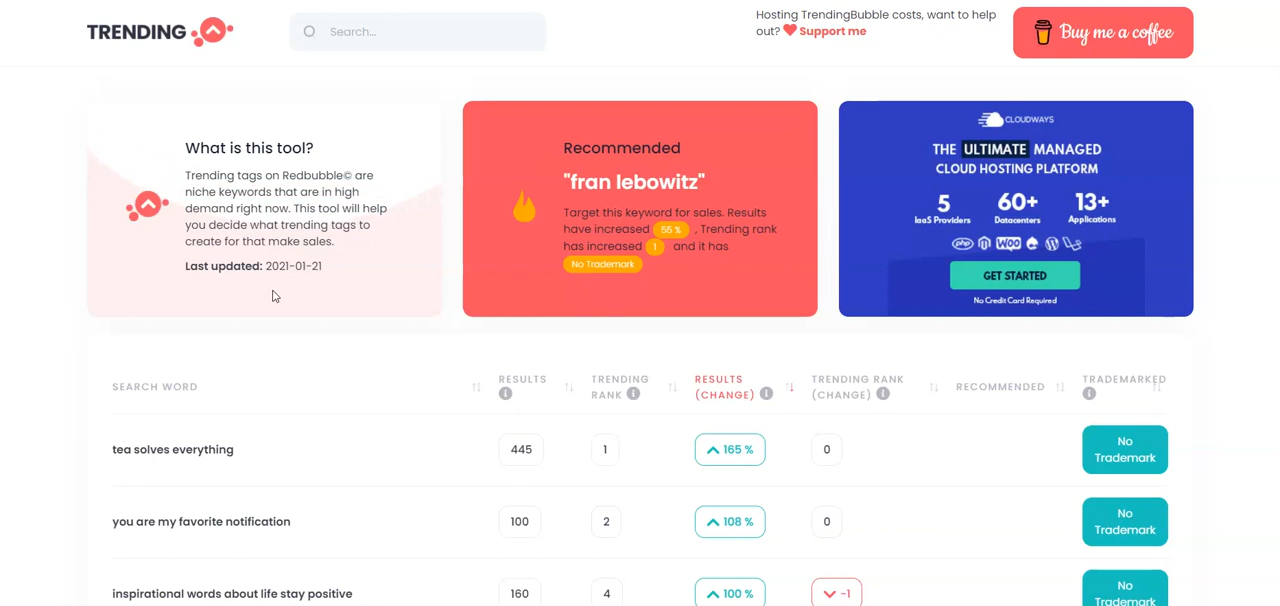 TRENDING
Search...
Hosting TrendingBubble costs, want to help
out? Support me
Buy me a coffee
What is this tool?
Trending tags on Redbubble© are
niche keywords that are in high
demand right now. This tool will help
you decide what trending tags to
create for that make sales.
Last updated: 2021-01-21
Recommended
"fran lebowitz"
Target this keyword for sales. Results
have increased 55 % , Trending rank
has increased 1 and it has
No Trademark
CLOUDWAYS
THE ULTIMATE MANAGED
CLOUD HOSTING PLATFORM
5 60+ 13+
IaaS Providers Datacenters Applications
php WOO
GET STARTED
No Credit Card Required
SEARCH WORD
RESULTS
TRENDING
RANK
RESULTS
(CHANGE)
TRENDING RANK
(CHANGE)
RECOMMENDED
TRADEMARKED
tea solves everything 445 1 165 % 0 No
Trademark
you are my favorite notification 100 2 108 % 0 No
Trademark
inspirational words about life stay positive 160 4 100 % -1 No
Trademark